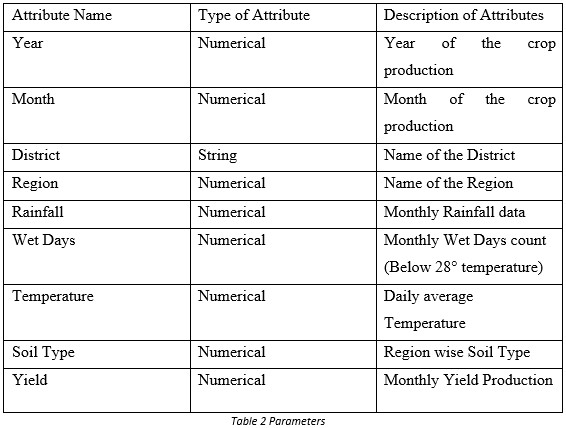 Attribute Name Type of Attribute Description of Attributes
Year Numerical Year of the crop
production
Month Numerical Month of the crop
production
District String Name of the District
Region Numerical Name of the Region
Rainfall Numerical Monthly Rainfall data
Wet Days Numerical Monthly Wet Days count
(Below 28° temperature)
Temperature Numerical Daily average
Temperature
Soil Type Numerical Region wise Soil Type
Yield Numerical Monthly Yield Production
Table 2 Parameters